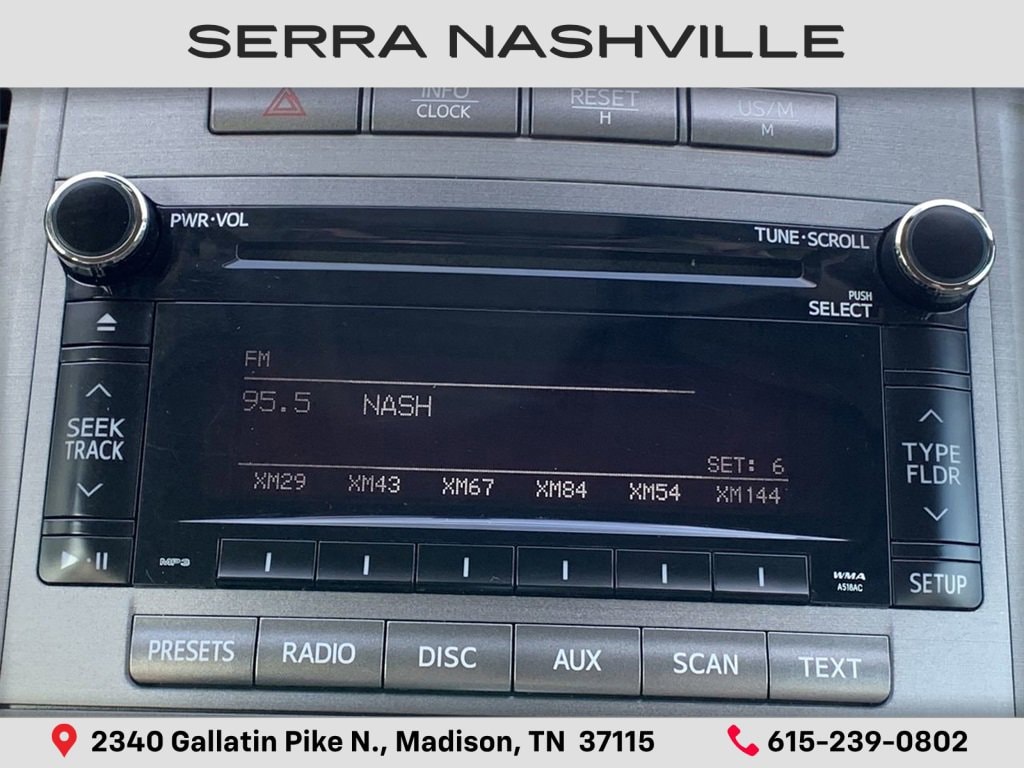 SERRA NASHVILLE
INFO
CLOCK
RESET
H
US/M
M
PWR·VOL
TUNE·SCROLL
PUSH
SELECT
FM
95.5 NASH
SEEK
TRACK
TYPE
FLDR
SET: 6
XM29 XM43 XM67 XM84 XM54 XM144
MP3
WMA
A518AC
SETUP
PRESETS RADIO DISC AUX SCAN TEXT
2340 Gallatin Pike N., Madison, TN 37115
615-239-0802